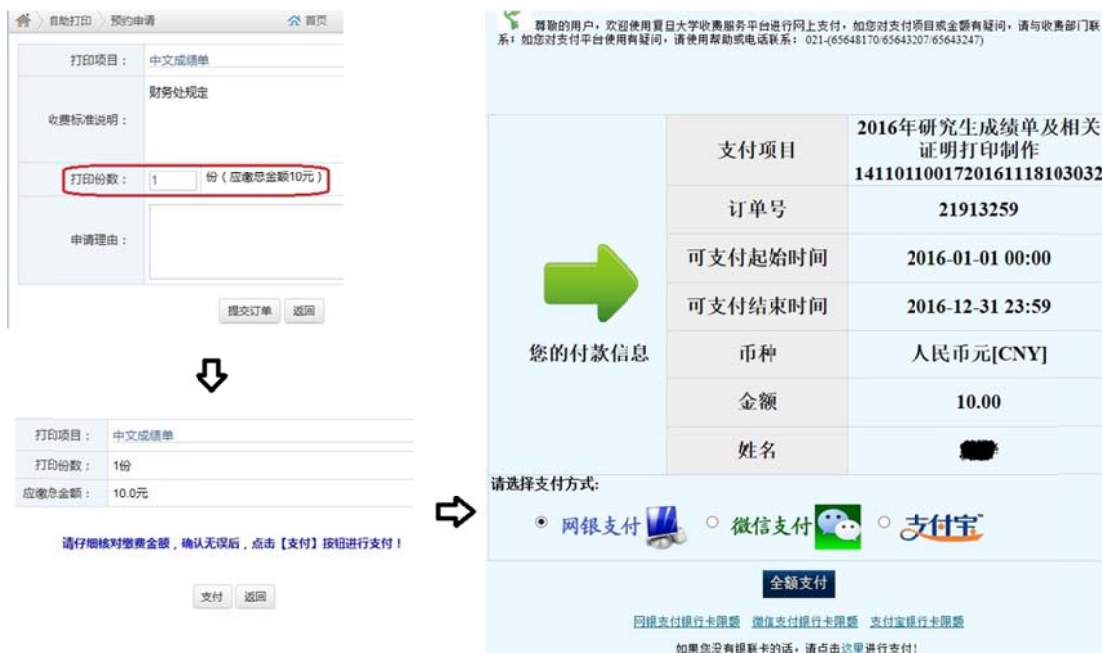 自助打印 预约申请 首页
打印项目： 中文成绩单
财务处规定
收费标准说明：
打印份数： 1 份（应缴总金额10元）
申请理由：
提交订单 返回
打印项目： 中文成绩单
打印份数： 1份
应缴总金额： 10.0元
请仔细核对缴费金额，确认无误后，点击【支付】按钮进行支付！
支付 返回
尊敬的用户，欢迎使用复旦大学收费服务平台进行网上支付，如您对支付项目或金额有疑问，请与收费部门联
系；如您对支付平台使用有疑问，请使用帮助或电话联系： 021-(65648170/65643207/65643247)
您的付款信息
支付项目 2016年研究生成绩单及相关
证明打印制作
1411011001720161118103032
订单号 21913259
可支付起始时间 2016-01-01 00:00
可支付结束时间 2016-12-31 23:59
币种 人民币元[CNY]
金额 10.00
姓名
请选择支付方式:
网银支付 微信支付 支付宝
全额支付
网银支付银行卡限额 微信支付银行卡限额 支付宝银行卡限额
如果您没有银联卡的话，请点击这里进行支付！